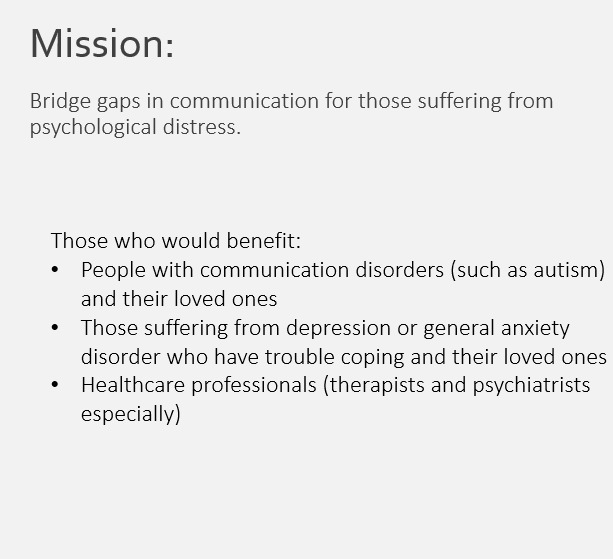 Mission:
Bridge gaps in communication for those suffering from
psychological distress.
Those who would benefit:
• People with communication disorders (such as autism)
and their loved ones
• Those suffering from depression or general anxiety
disorder who have trouble coping and their loved ones
• Healthcare professionals (therapists and psychiatrists
especially)